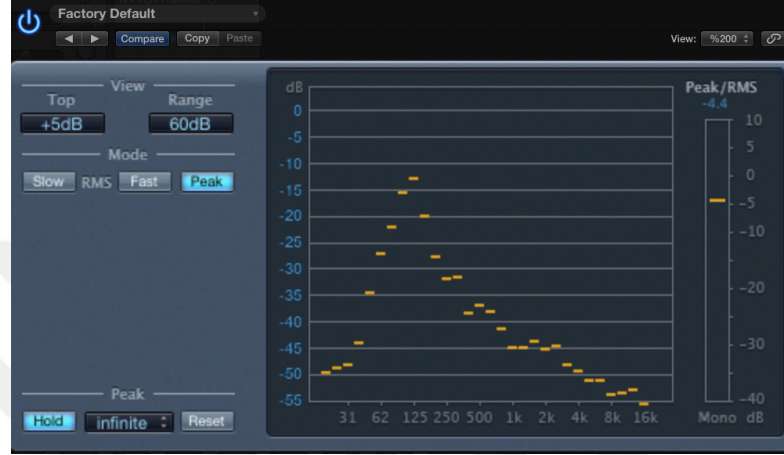 Factory Default
Compare Copy Paste
View: %200
View
Top Range
+5dB 60dB
Mode
Slow RMS Fast Peak
Peak
Hold infinite Reset
dB
0
-5
-10
-15
-20
-25
-30
-35
-40
-45
-50
-55
31 62 125 250 500 1k 2k 4k 8k 16k
Peak/RMS
-4.4
10
5
0
-5
-10
-20
-30
-40
Mono dB